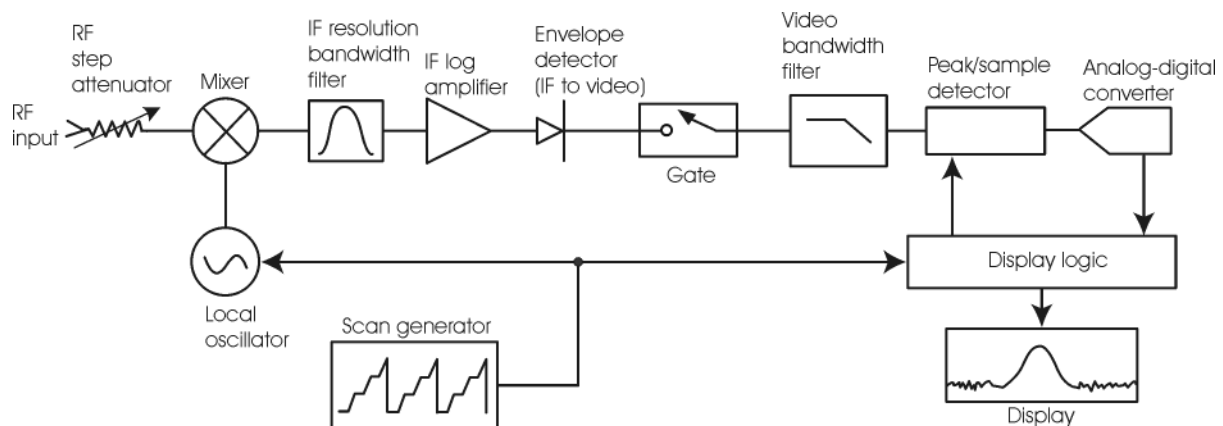 RF
step
attenuator
RF
input
Mixer
IF resolution
bandwidth
filter
IF log
amplifier
Envelope
detector
(IF to video)
Gate
Video
bandwidth
filter
Peak/sample
detector
Analog-digital
converter
Local
oscillator
Scan generator
Display logic
Display